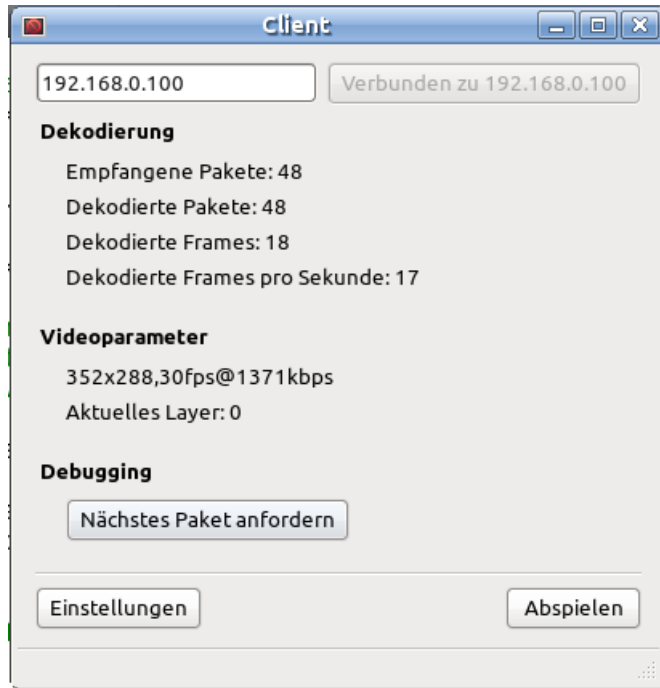 Client
192.168.0.100 Verbunden zu 192.168.0.100
Dekodierung
Empfangene Pakete: 48
Dekodierte Pakete: 48
Dekodierte Frames: 18
Dekodierte Frames pro Sekunde: 17
Videoparameter
352x288,30fps@1371kbps
Aktuelles Layer: 0
Debugging
Nächstes Paket anfordern
Einstellungen Abspielen